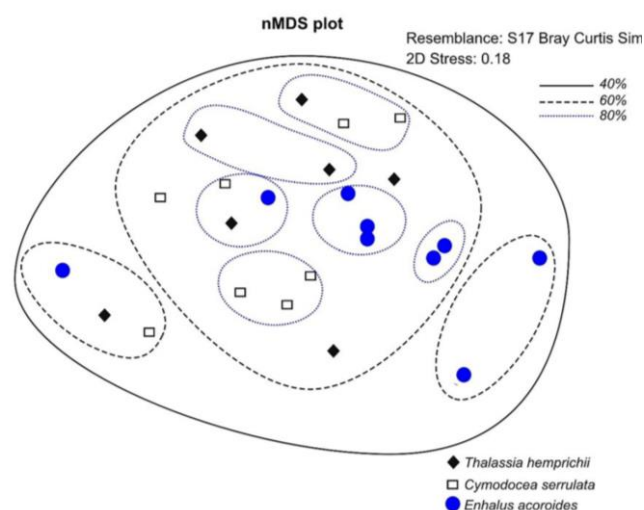 nMDS plot
Resemblance: S17 Bray Curtis Sim
2D Stress: 0.18
40%
60%
80%
Thalassia hemprichii
Cymodocea serrulata
Enhalus acoroides